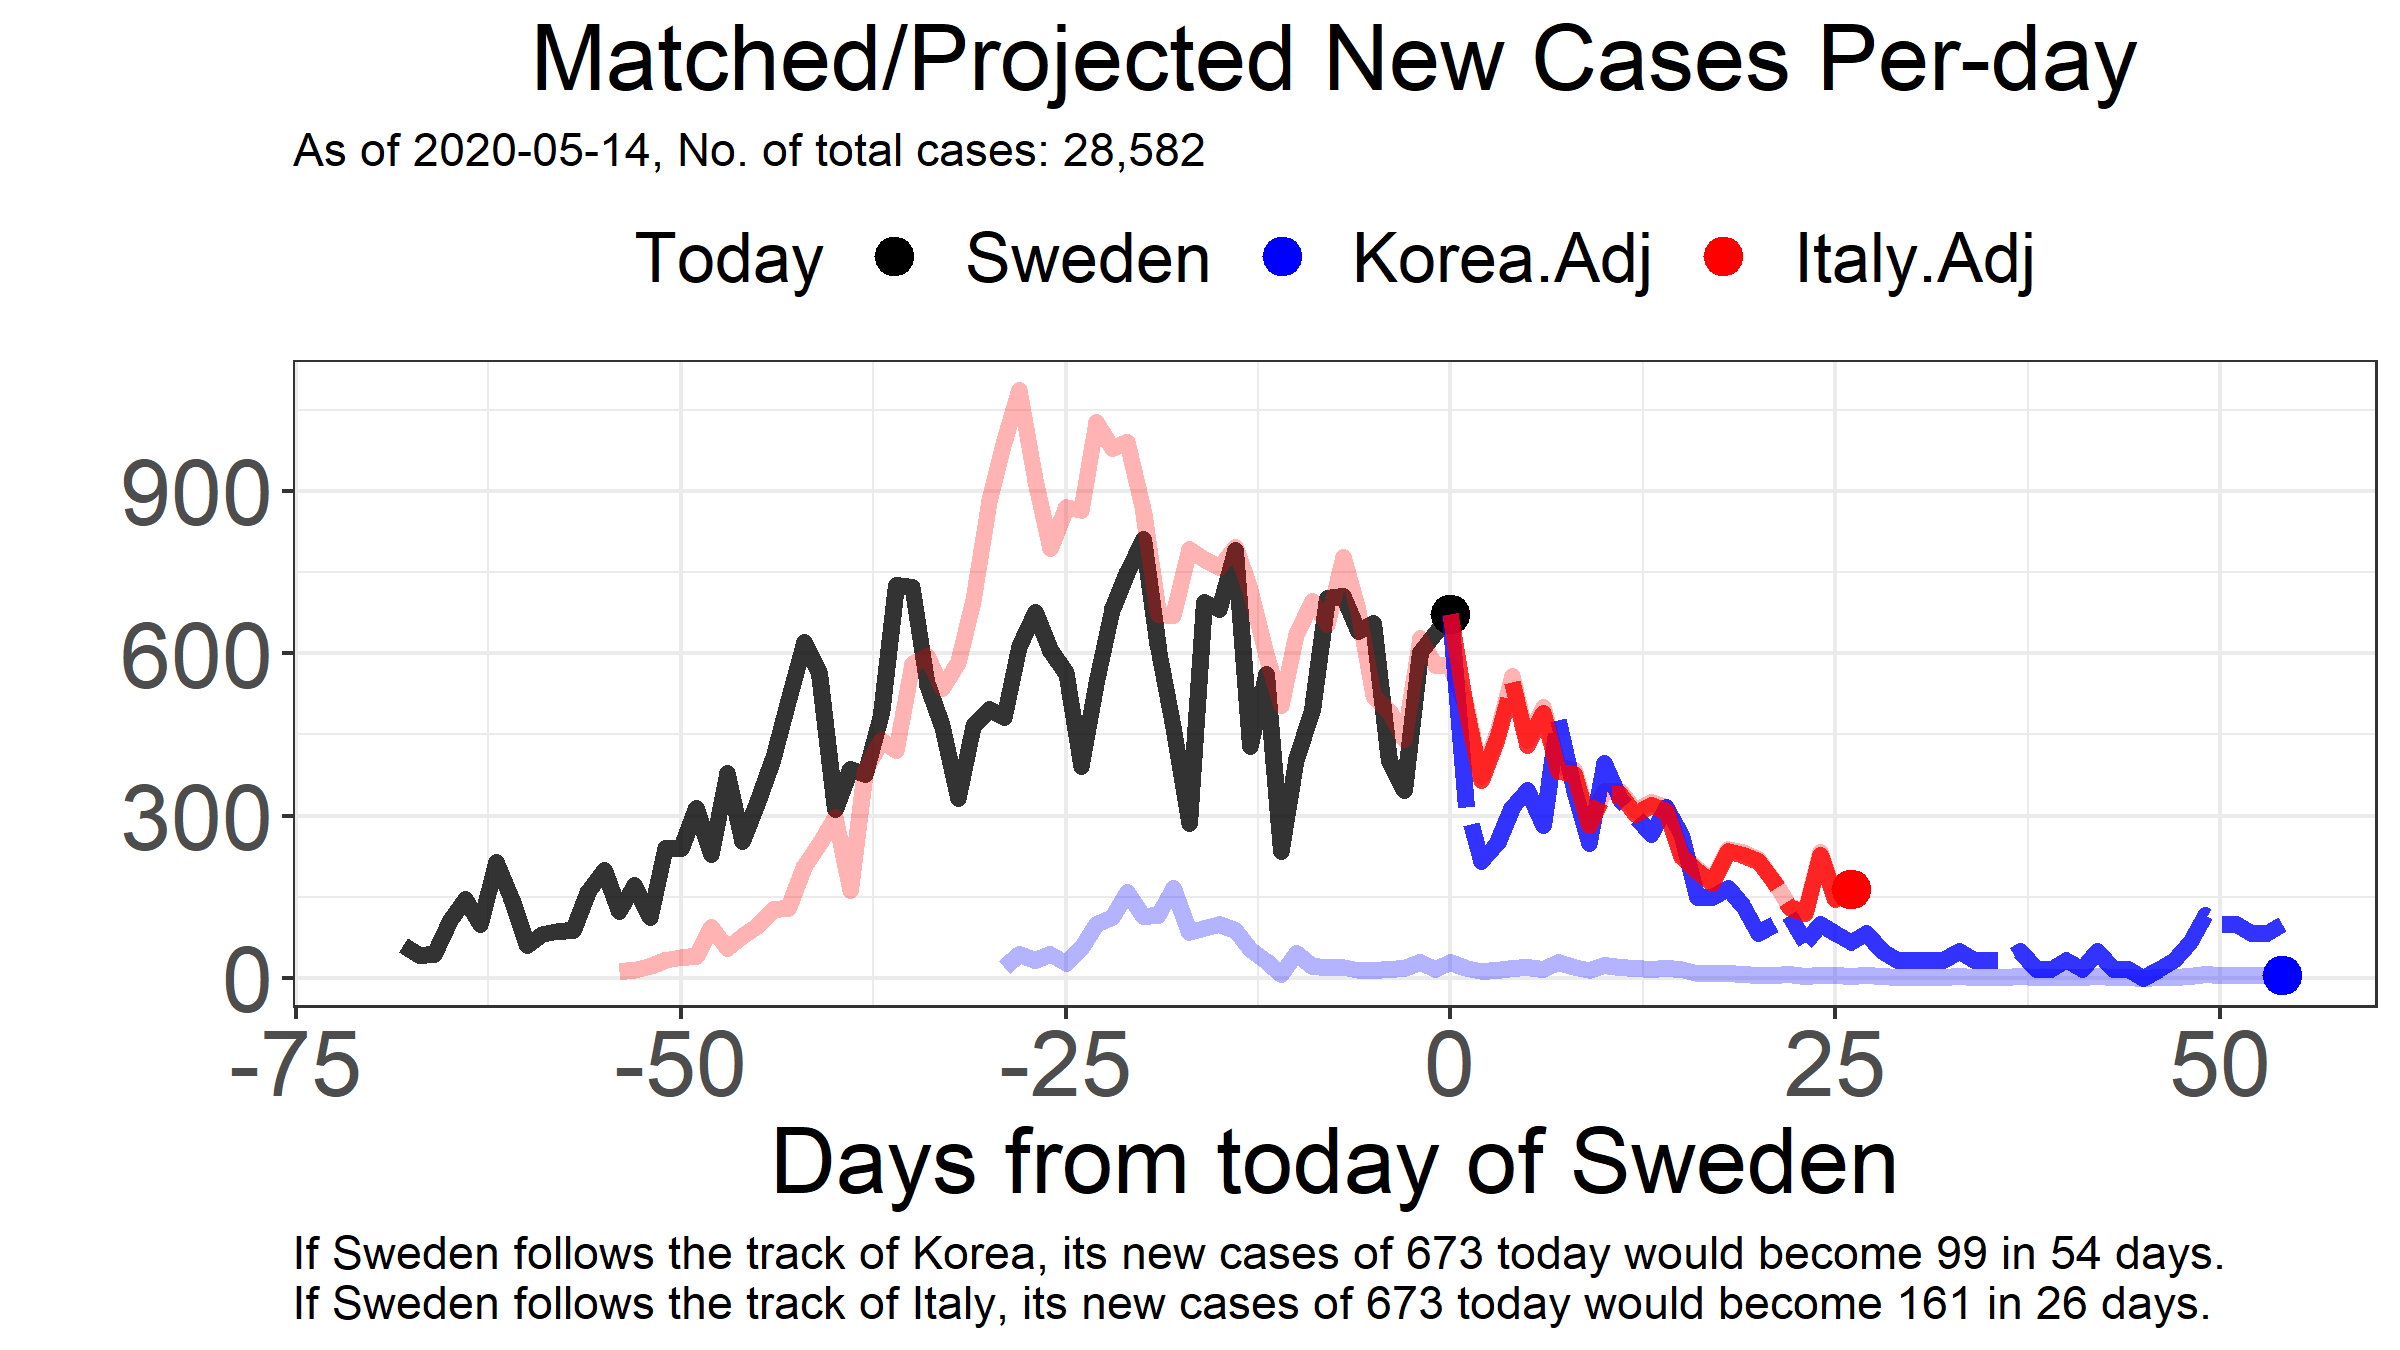 Matched/Projected New Cases Per-day
As of 2020-05-14, No. of total cases: 28,582
Today Sweden Korea.Adj Italy.Adj
900
600
300
0
-75 -50 -25 0 25 50
Days from today of Sweden
If Sweden follows the track of Korea, its new cases of 673 today would become 99 in 54 days.
If Sweden follows the track of Italy, its new cases of 673 today would become 161 in 26 days.